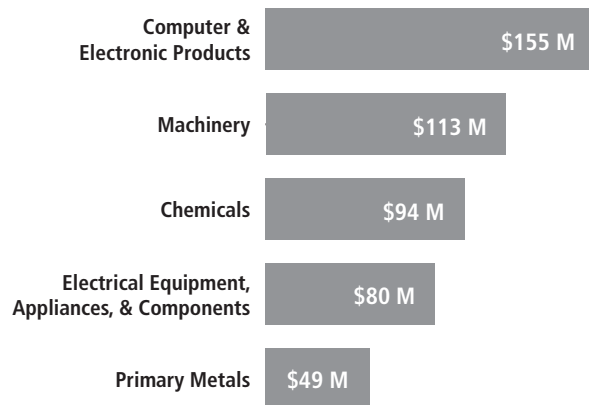 Computer &
Electronic Products
$155 M
Machinery
$113 M
Chemicals
$94 M
Electrical Equipment,
Appliances, & Components
$80 M
Primary Metals
$49 M